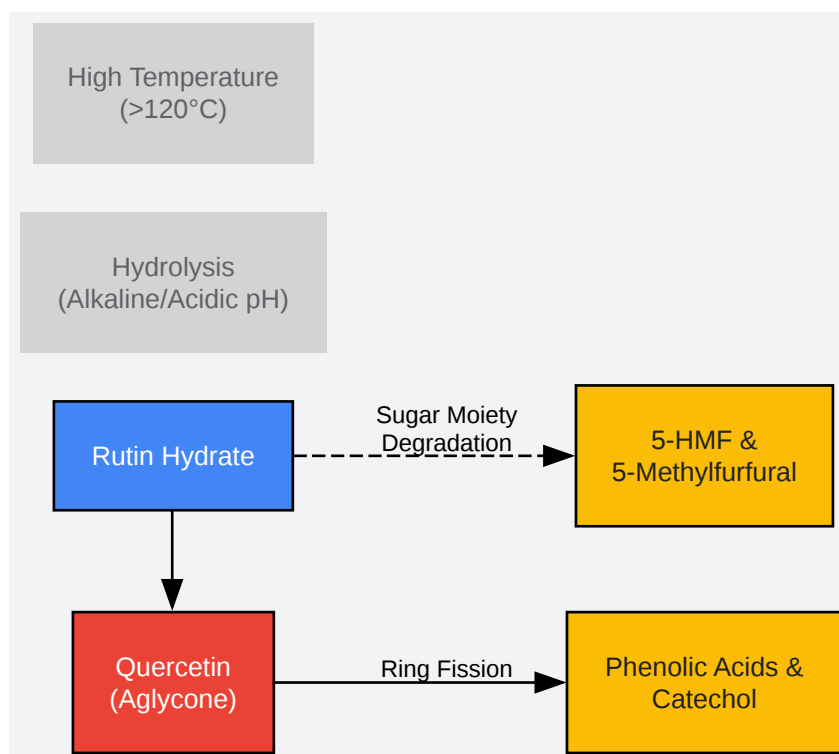 High Temperature
(>120°C)
Hydrolysis
(Alkaline/Acidic pH)
Rutin Hydrate
Sugar Moiety
Degradation
5-HMF &
5-Methylfurfural
Quercetin
(Aglycone)
Ring Fission
Phenolic Acids &
Catechol